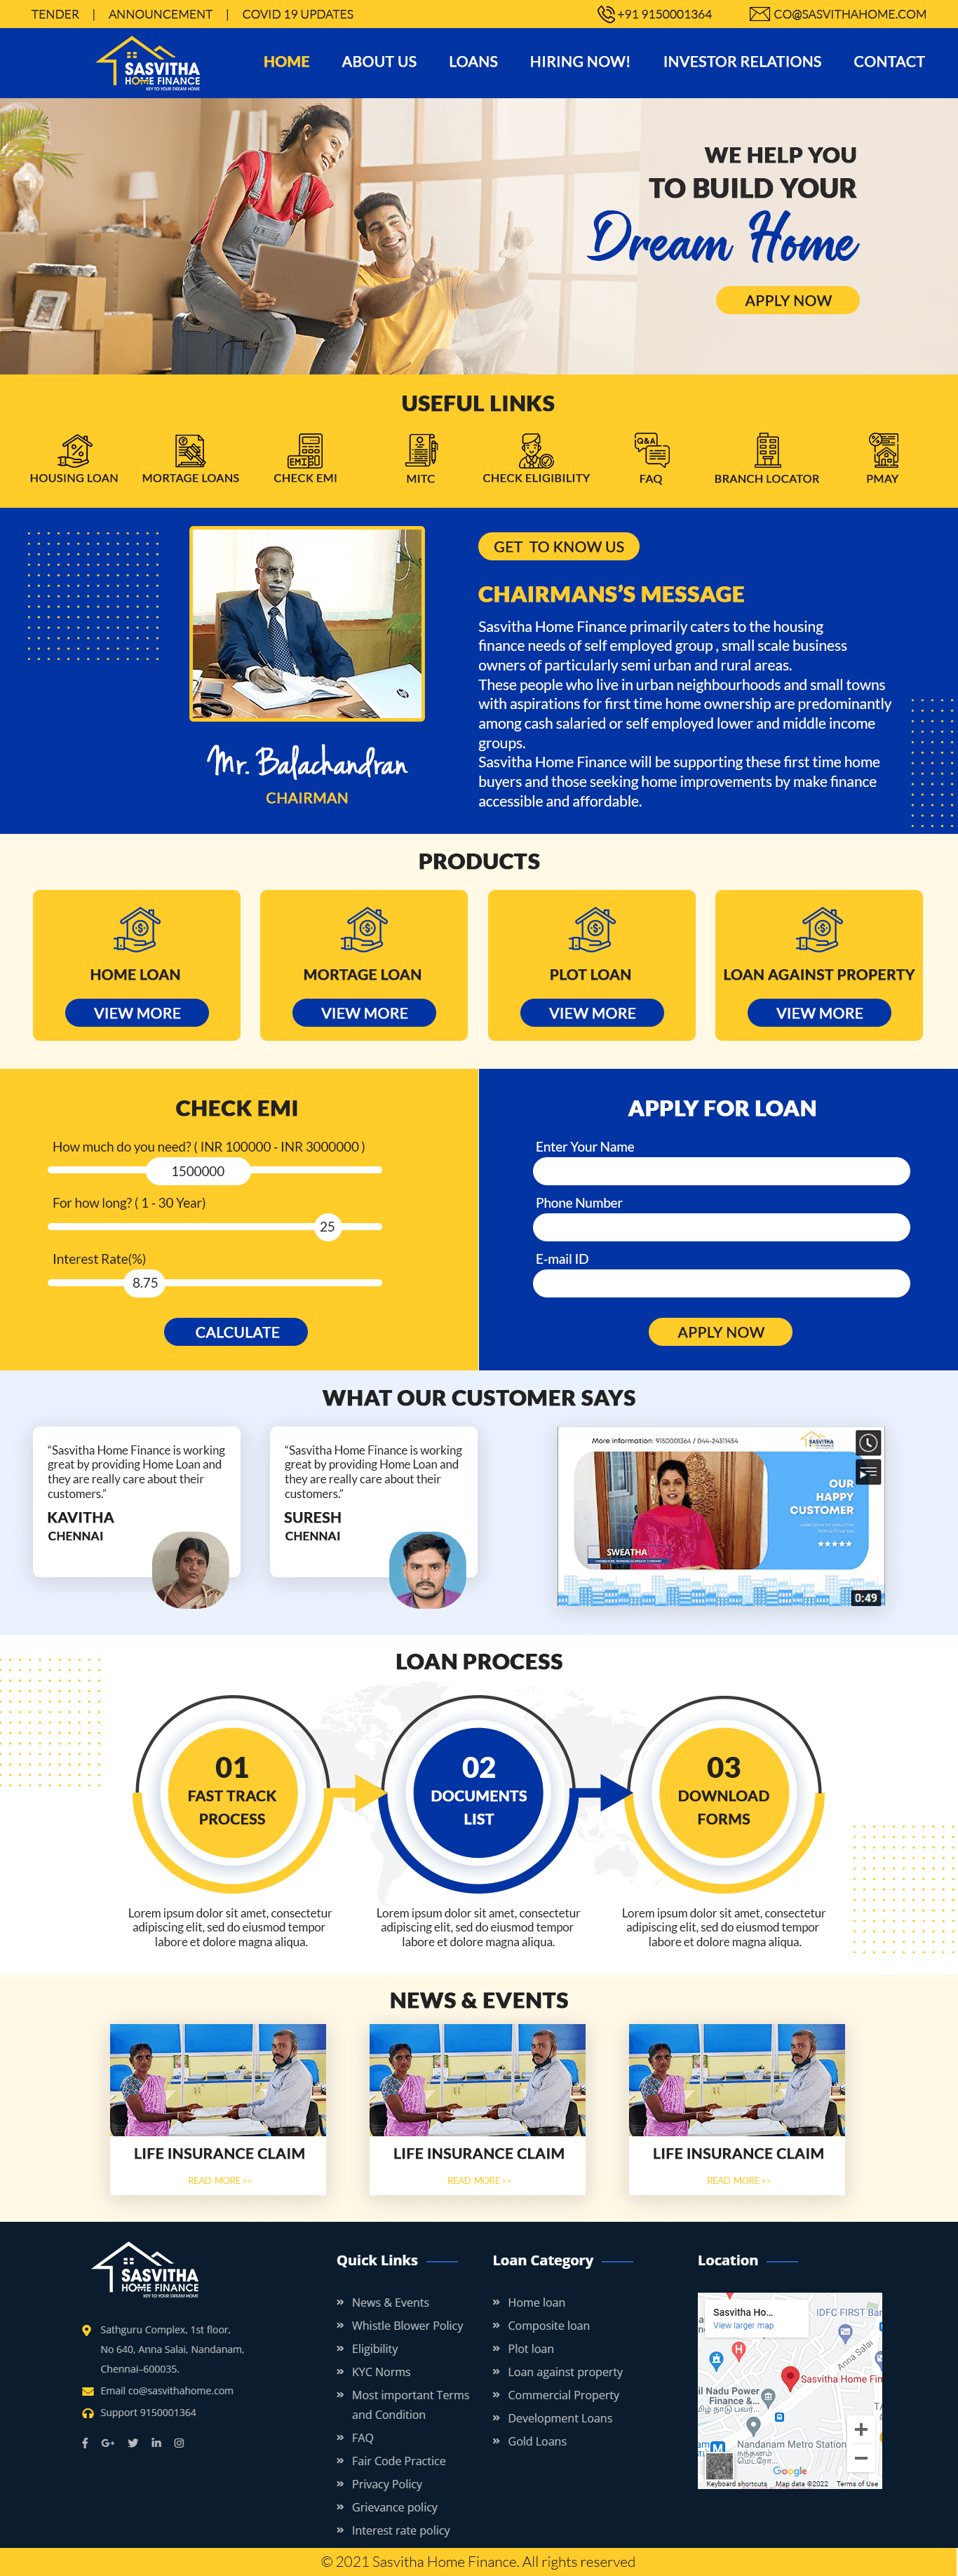 TENDER | ANNOUNCEMENT | COVID 19 UPDATES
+91 9150001364
CO@SASVITHAHOME.COM
SASVITHA
HOME FINANCE
KEY TO YOUR DREAM HOME
HOME ABOUT US LOANS HIRING NOW! INVESTOR RELATIONS CONTACT
WE HELP YOU
TO BUILD YOUR
Dream Home
APPLY NOW
USEFUL LINKS
EMI
Q&A
HOUSING LOAN
MORTAGE LOANS
CHECK EMI
MITC
CHECK ELIGIBILITY
FAQ
BRANCH LOCATOR
PMAY
Mr. Balachandran
CHAIRMAN
GET TO KNOW US
CHAIRMANS'S MESSAGE
Sasvitha Home Finance primarily caters to the housing
finance needs of self employed group , small scale business
owners of particularly semi urban and rural areas.
These people who live in urban neighbourhoods and small towns
with aspirations for first time home ownership are predominantly
among cash salaried or self employed lower and middle income
groups.
Sasvitha Home Finance will be supporting these first time home
buyers and those seeking home improvements by make finance
accessible and affordable.
PRODUCTS
HOME LOAN
VIEW MORE
MORTAGE LOAN
VIEW MORE
PLOT LOAN
VIEW MORE
LOAN AGAINST PROPERTY
VIEW MORE
CHECK EMI
How much do you need? ( INR 100000 - INR 3000000 )
1500000
For how long? ( 1 - 30 Year)
25
Interest Rate(%)
8.75
CALCULATE
APPLY FOR LOAN
Enter Your Name
Phone Number
E-mail ID
APPLY NOW
WHAT OUR CUSTOMER SAYS
“Sasvitha Home Finance is working
great by providing Home Loan and
they are really care about their
customers.”
KAVITHA
CHENNAI
“Sasvitha Home Finance is working
great by providing Home Loan and
they are really care about their
customers.”
SURESH
CHENNAI
More information: 9150001364 / 044-24311454
SASVITHA
OUR
HAPPY
CUSTOMER
SWEATHA
0:49
LOAN PROCESS
01
FAST TRACK
PROCESS
Lorem ipsum dolor sit amet, consectetur
adipiscing elit, sed do eiusmod tempor
labore et dolore magna aliqua.
02
DOCUMENTS
LIST
Lorem ipsum dolor sit amet, consectetur
adipiscing elit, sed do eiusmod tempor
labore et dolore magna aliqua.
03
DOWNLOAD
FORMS
Lorem ipsum dolor sit amet, consectetur
adipiscing elit, sed do eiusmod tempor
labore et dolore magna aliqua.
NEWS & EVENTS
LIFE INSURANCE CLAIM
READ MORE >>
LIFE INSURANCE CLAIM
READ MORE >>
LIFE INSURANCE CLAIM
READ MORE >>
SASVITHA
HOME FINANCE
KEY TO YOUR DREAM HOME
Sathguru Complex, 1st floor,
No 640, Anna Salai, Nandanam,
Chennai–600035.
Email co@sasvithahome.com
Support 9150001364
Quick Links
News & Events
Whistle Blower Policy
Eligibility
KYC Norms
Most important Terms
and Condition
FAQ
Fair Code Practice
Privacy Policy
Grievance policy
Interest rate policy
Loan Category
Home loan
Composite loan
Plot loan
Loan against property
Commercial Property
Development Loans
Gold Loans
Location
Sasvitha Ho...
View larger map
IDFC FIRST Ban
Anna Salai
Sasvitha Home Fin
il Nadu Power
Finance &...
Nandanam Metro Station
நந்தனம்
மெட்ரோ...
Google
Keyboard shortcuts Map data ©2022 Terms of Use
© 2021 Sasvitha Home Finance. All rights reserved